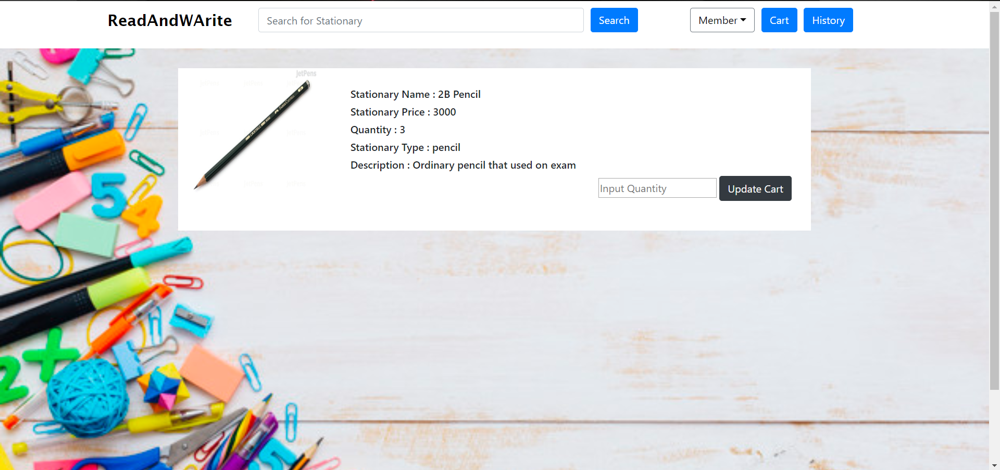 ReadAndWArite
Search for Stationary
Search
Member
Cart
History
JetPens
Stationary Name : 2B Pencil
Stationary Price : 3000
Quantity : 3
Stationary Type : pencil
Description : Ordinary pencil that used on exam
Input Quantity
Update Cart